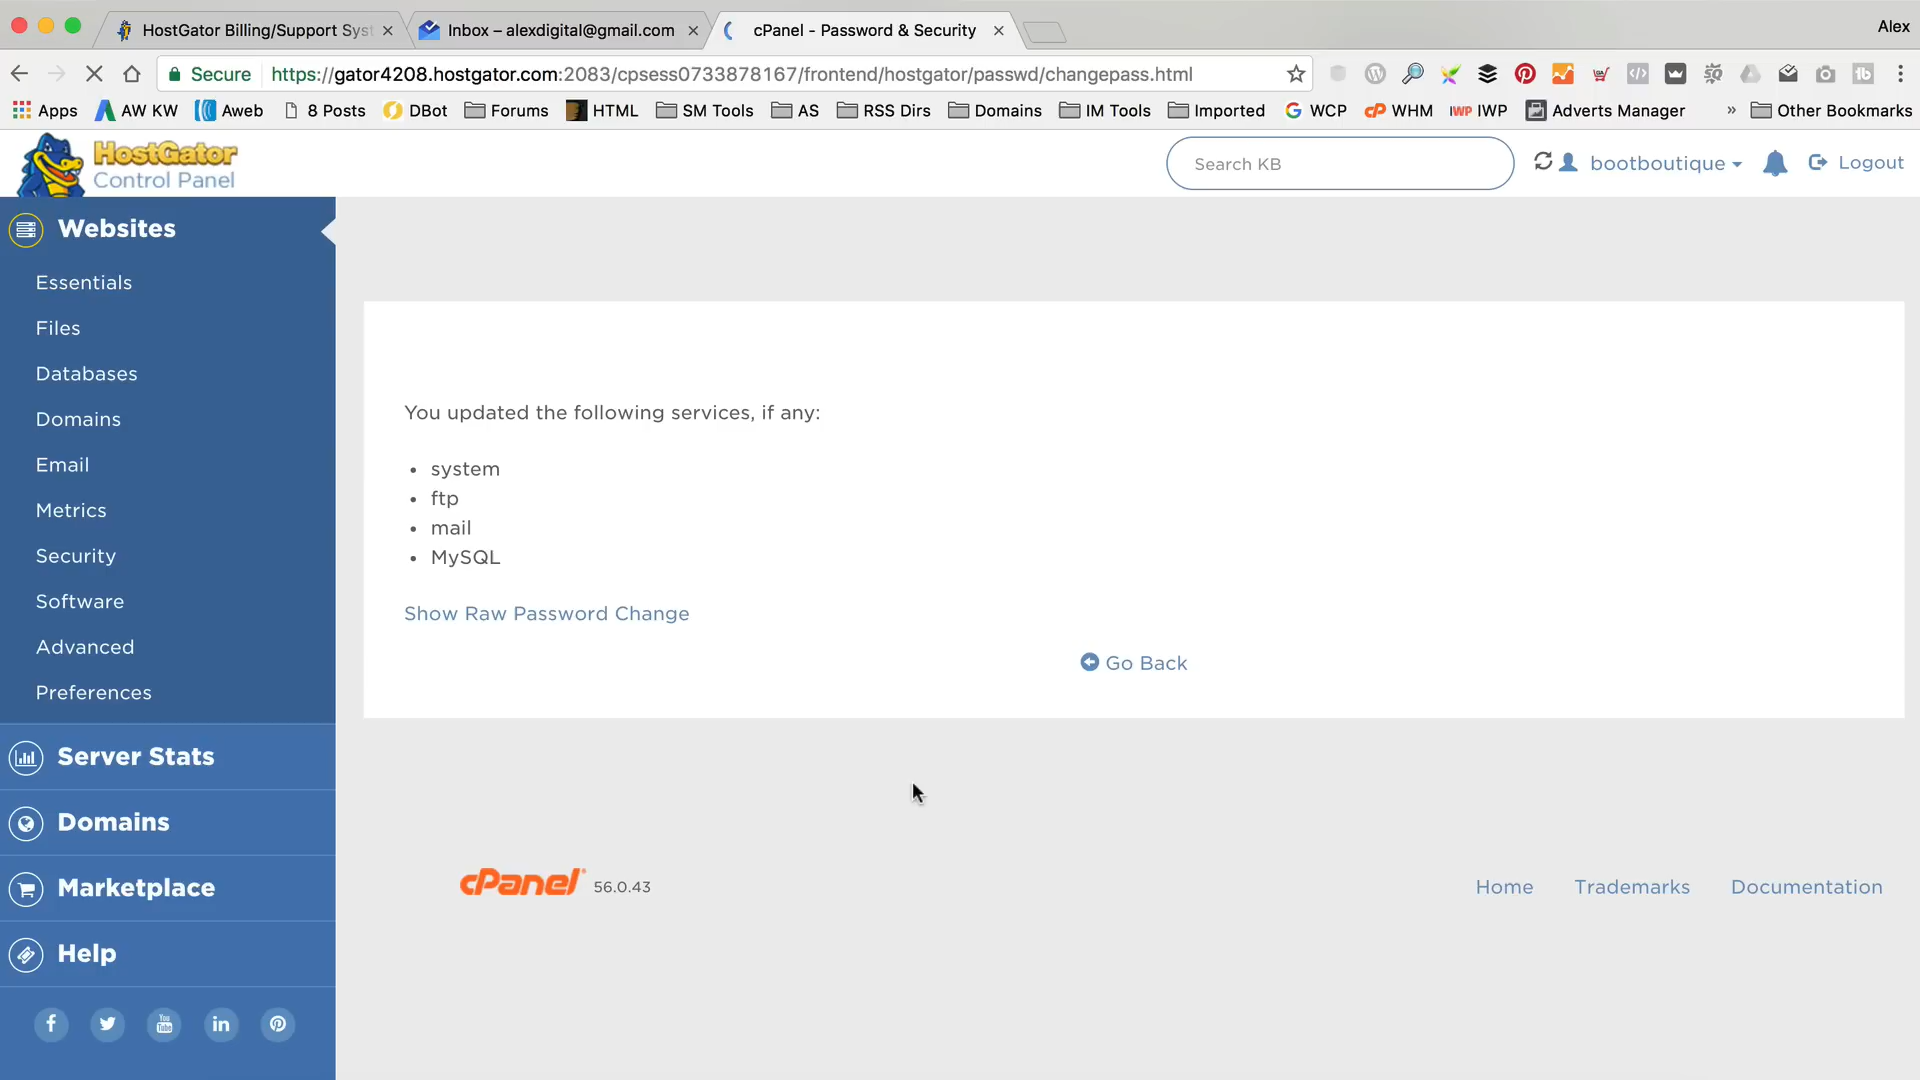 HostGator Billing/Support Syst
Inbox – alexdigital@gmail.com
cPanel - Password & Security
Alex
Secure
https://gator4208.hostgator.com:2083/cpsess0733878167/frontend/hostgator/passwd/changepass.html
Apps
AW KW
Aweb
8 Posts
DBot
Forums
HTML
SM Tools
AS
RSS Dirs
Domains
IM Tools
Imported
WCP
cP WHM
IWP IWP
Adverts Manager
»
Other Bookmarks
HostGator
Control Panel
Search KB
bootboutique
Logout
Websites
Essentials
Files
Databases
Domains
Email
Metrics
Security
Software
Advanced
Preferences
Server Stats
Domains
Marketplace
Help
You updated the following services, if any:
• system
• ftp
• mail
• MySQL
Show Raw Password Change
Go Back
cPanel 56.0.43
Home
Trademarks
Documentation